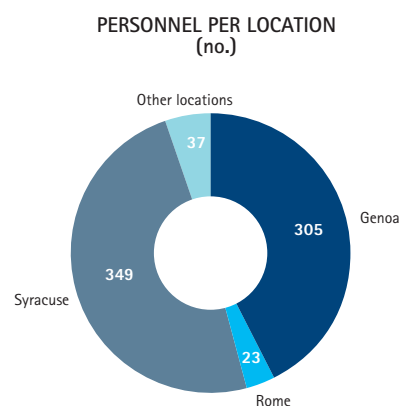 PERSONNEL PER LOCATION
(no.)
Other locations
37
305
Genoa
349
Syracuse
23
Rome